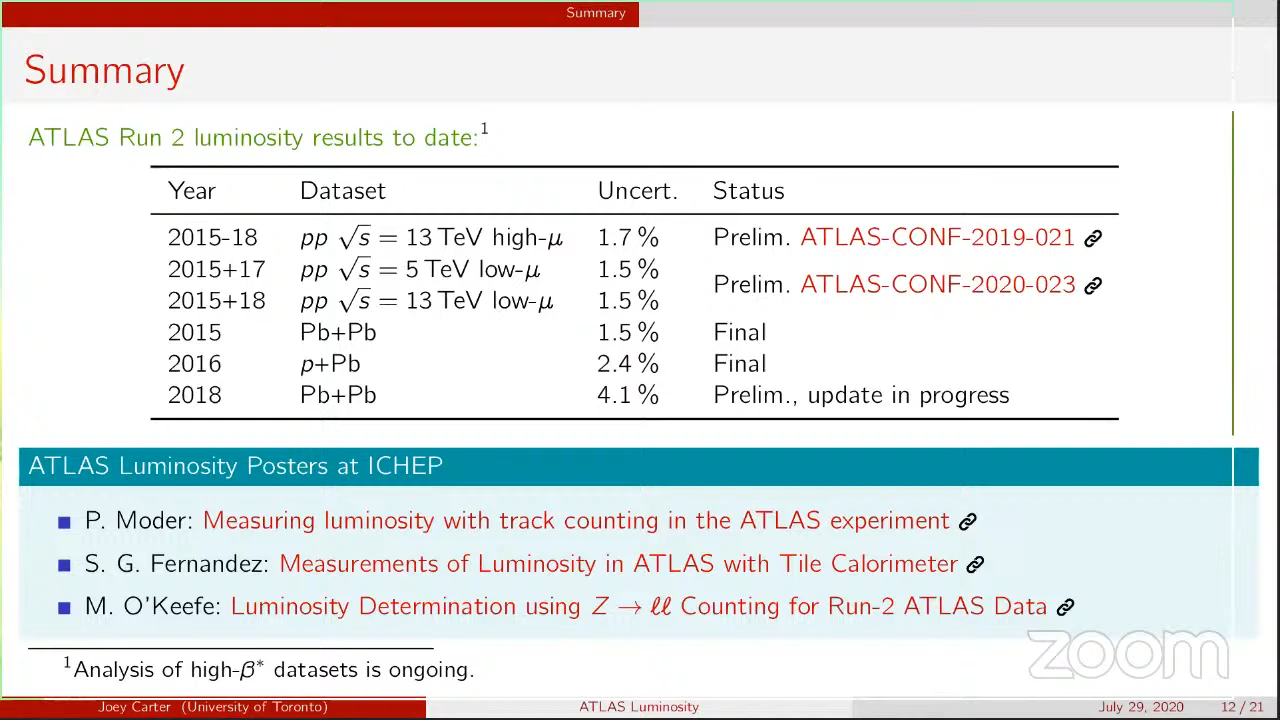 Summary
Summary
ATLAS Run 2 luminosity results to date:¹
Year Dataset Uncert. Status
2015-18 pp √s = 13 TeV high-μ 1.7 % Prelim. ATLAS-CONF-2019-021
2015+17 pp √s = 5 TeV low-μ 1.5 %
Prelim. ATLAS-CONF-2020-023
2015+18 pp √s = 13 TeV low-μ 1.5 %
2015 Pb+Pb 1.5 % Final
2016 p+Pb 2.4 % Final
2018 Pb+Pb 4.1 % Prelim., update in progress
ATLAS Luminosity Posters at ICHEP
P. Moder: Measuring luminosity with track counting in the ATLAS experiment
S. G. Fernandez: Measurements of Luminosity in ATLAS with Tile Calorimeter
M. O'Keefe: Luminosity Determination using Z → ℓℓ Counting for Run-2 ATLAS Data
zoom
¹Analysis of high-β* datasets is ongoing.
Joey Carter (University of Toronto) ATLAS Luminosity July 29, 2020 12 / 21